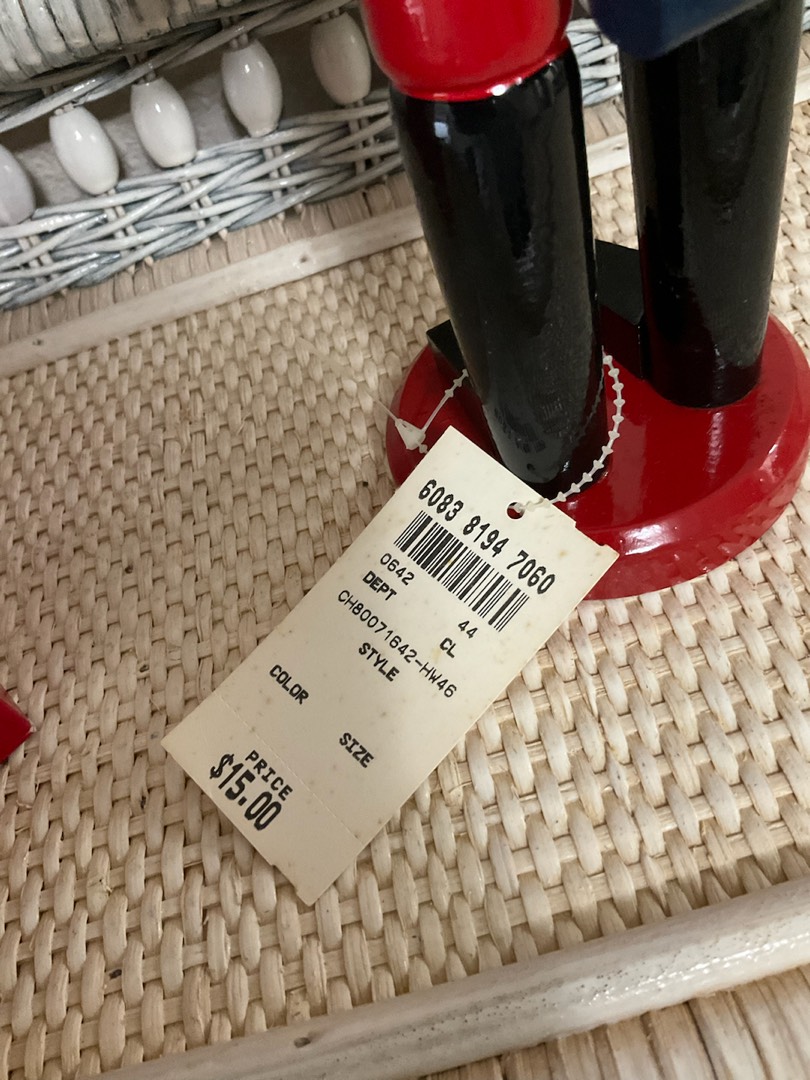 6083 8194 7060
0642 44
DEPT CL
CH80071642-HW46
STYLE
COLOR SIZE
PRICE
$15.00